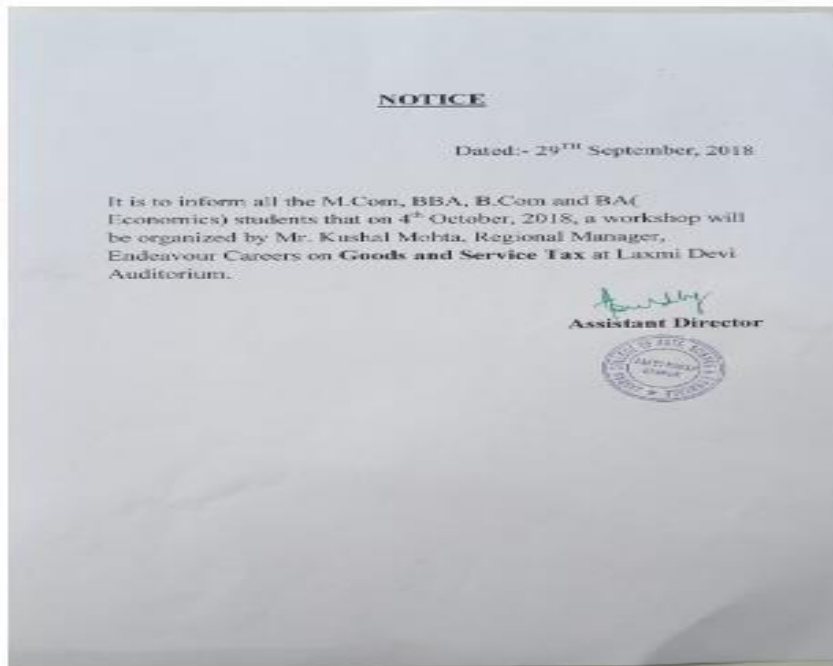 NOTICE
Dated:- 29TH September, 2018
It is to inform all the M.Com, BBA, B.Com and BA(
Economics) students that on 4th October, 2018, a workshop will
be organized by Mr. Kushal Mohta, Regional Manager,
Endeavour Careers on Goods and Service Tax at Laxmi Devi
Auditorium.
Assistant Director